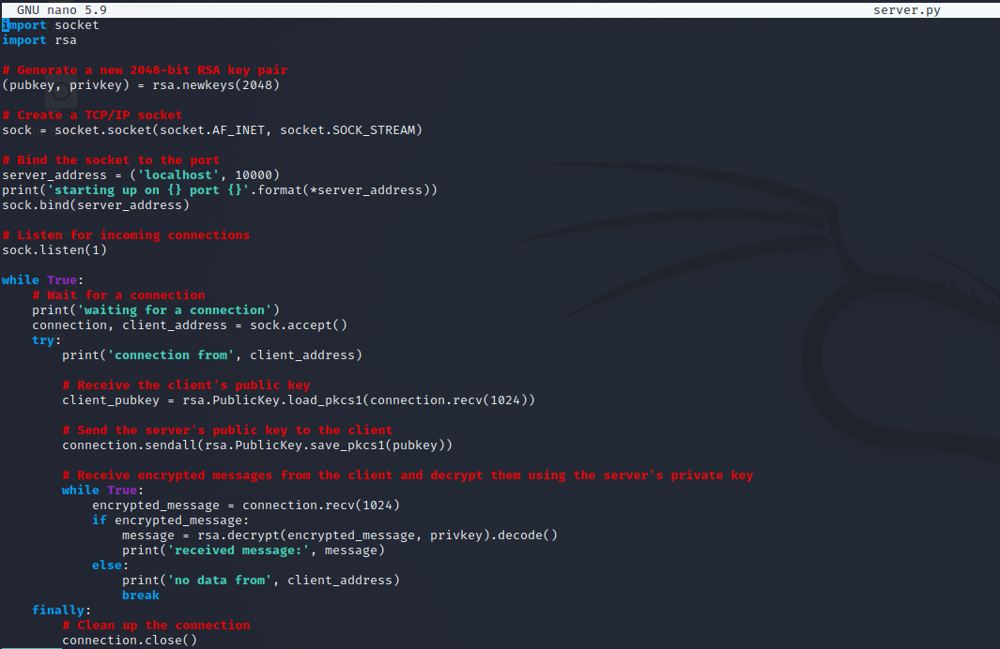 GNU nano 5.9 server.py
import socket
import rsa

# Generate a new 2048-bit RSA key pair
(pubkey, privkey) = rsa.newkeys(2048)

# Create a TCP/IP socket
sock = socket.socket(socket.AF_INET, socket.SOCK_STREAM)

# Bind the socket to the port
server_address = ('localhost', 10000)
print('starting up on {} port {}'.format(*server_address))
sock.bind(server_address)

# Listen for incoming connections
sock.listen(1)

while True:
    # Wait for a connection
    print('waiting for a connection')
    connection, client_address = sock.accept()
    try:
        print('connection from', client_address)

        # Receive the client's public key
        client_pubkey = rsa.PublicKey.load_pkcs1(connection.recv(1024))

        # Send the server's public key to the client
        connection.sendall(rsa.PublicKey.save_pkcs1(pubkey))

        # Receive encrypted messages from the client and decrypt them using the server's private key
        while True:
            encrypted_message = connection.recv(1024)
            if encrypted_message:
                message = rsa.decrypt(encrypted_message, privkey).decode()
                print('received message:', message)
            else:
                print('no data from', client_address)
                break
    finally:
        # Clean up the connection
        connection.close()